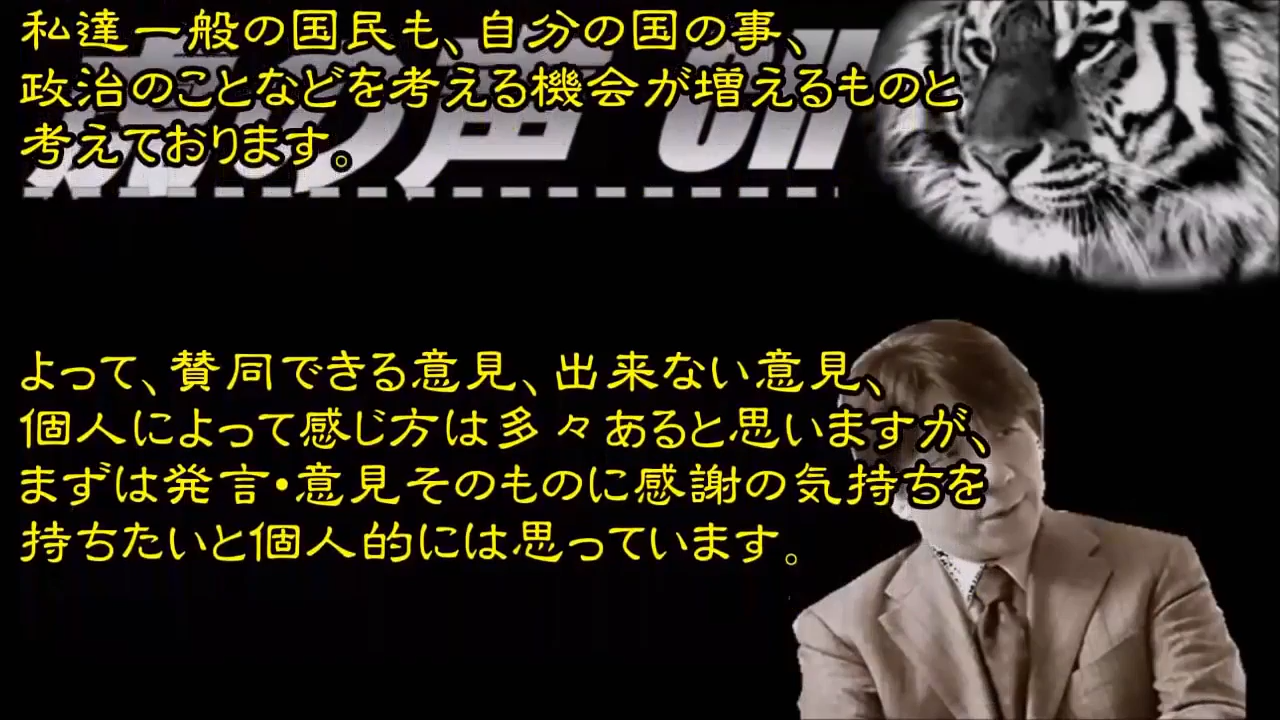 私達一般の国民も、自分の国の事、
政治のことなどを考える機会が増えるものと
考えております。
の声
よって、賛同できる意見、出来ない意見、
個人によって感じ方は多々あると思いますが、
まずは発言・意見そのものに感謝の気持ちを
持ちたいと個人的には思っています。